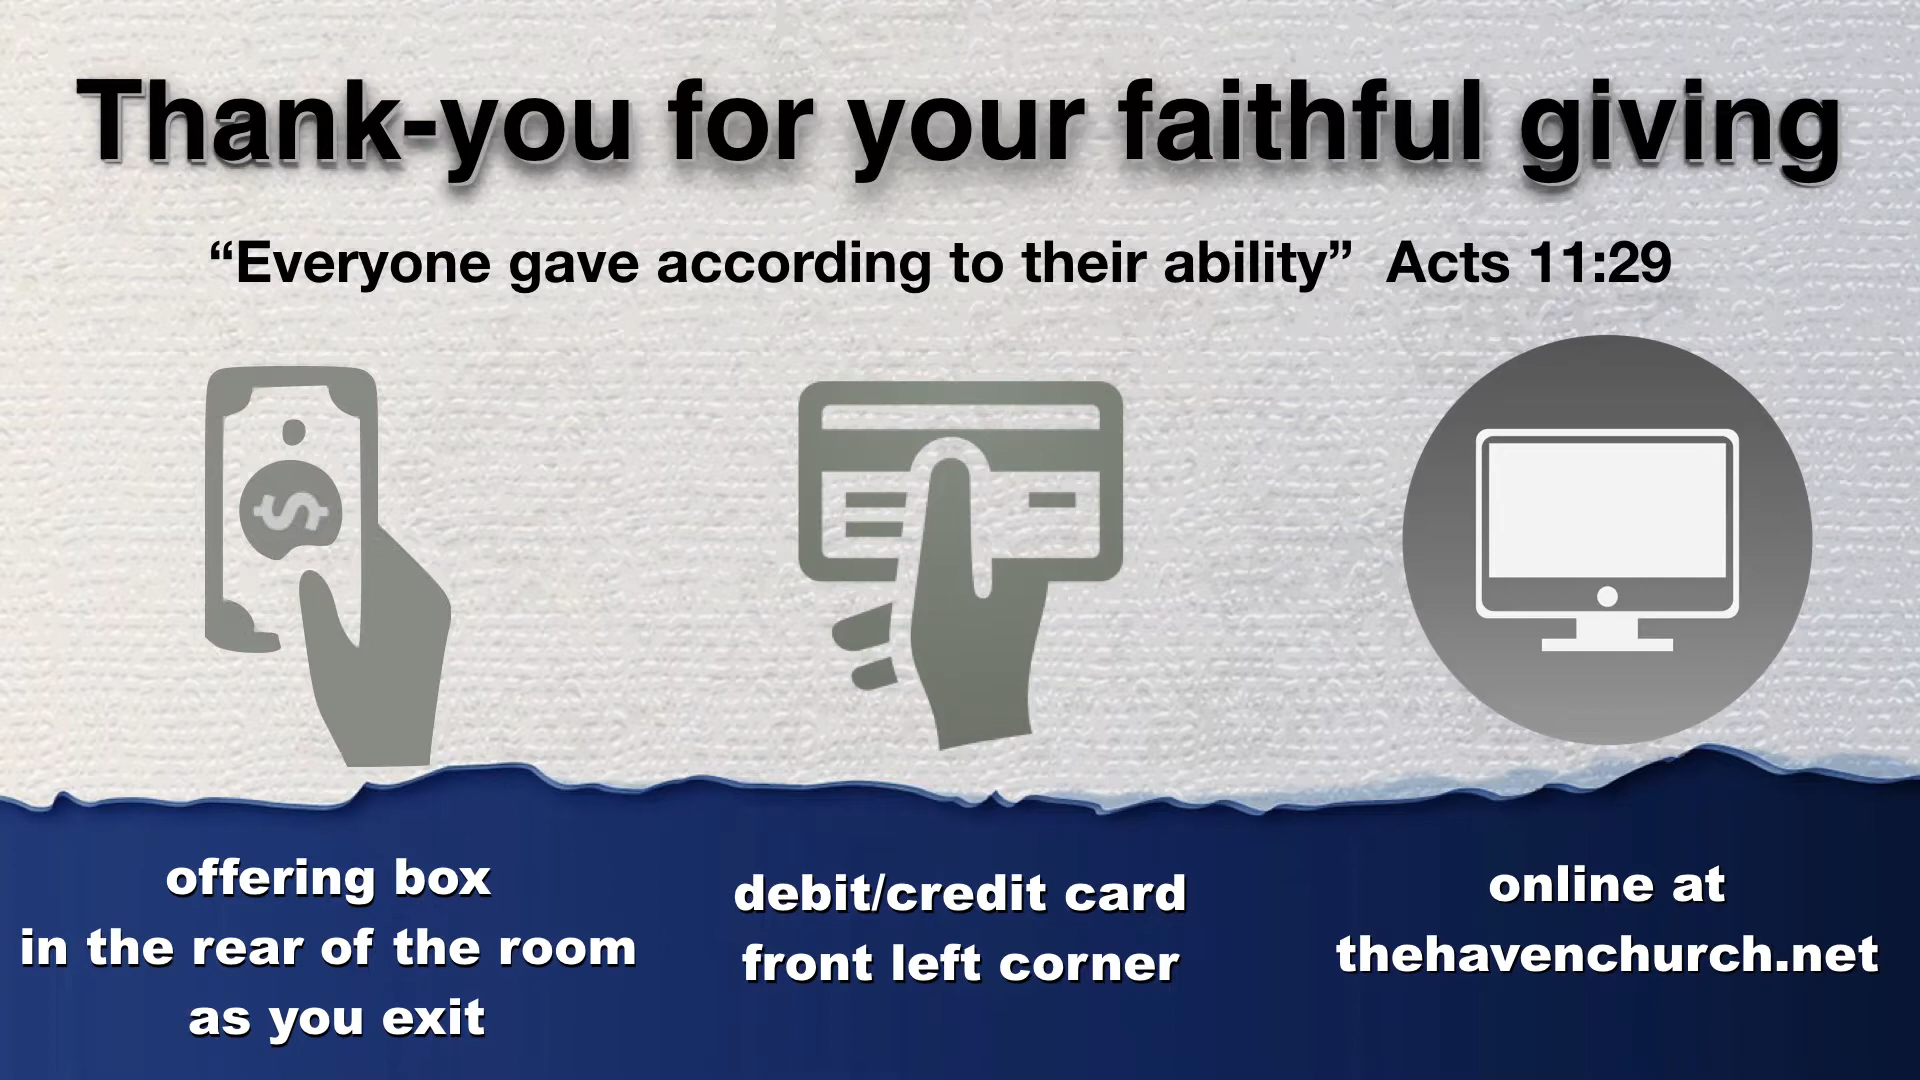 Thank-you for your faithful giving
“Everyone gave according to their ability” Acts 11:29
$
offering box
in the rear of the room
as you exit
debit/credit card
front left corner
online at
thehavenchurch.net